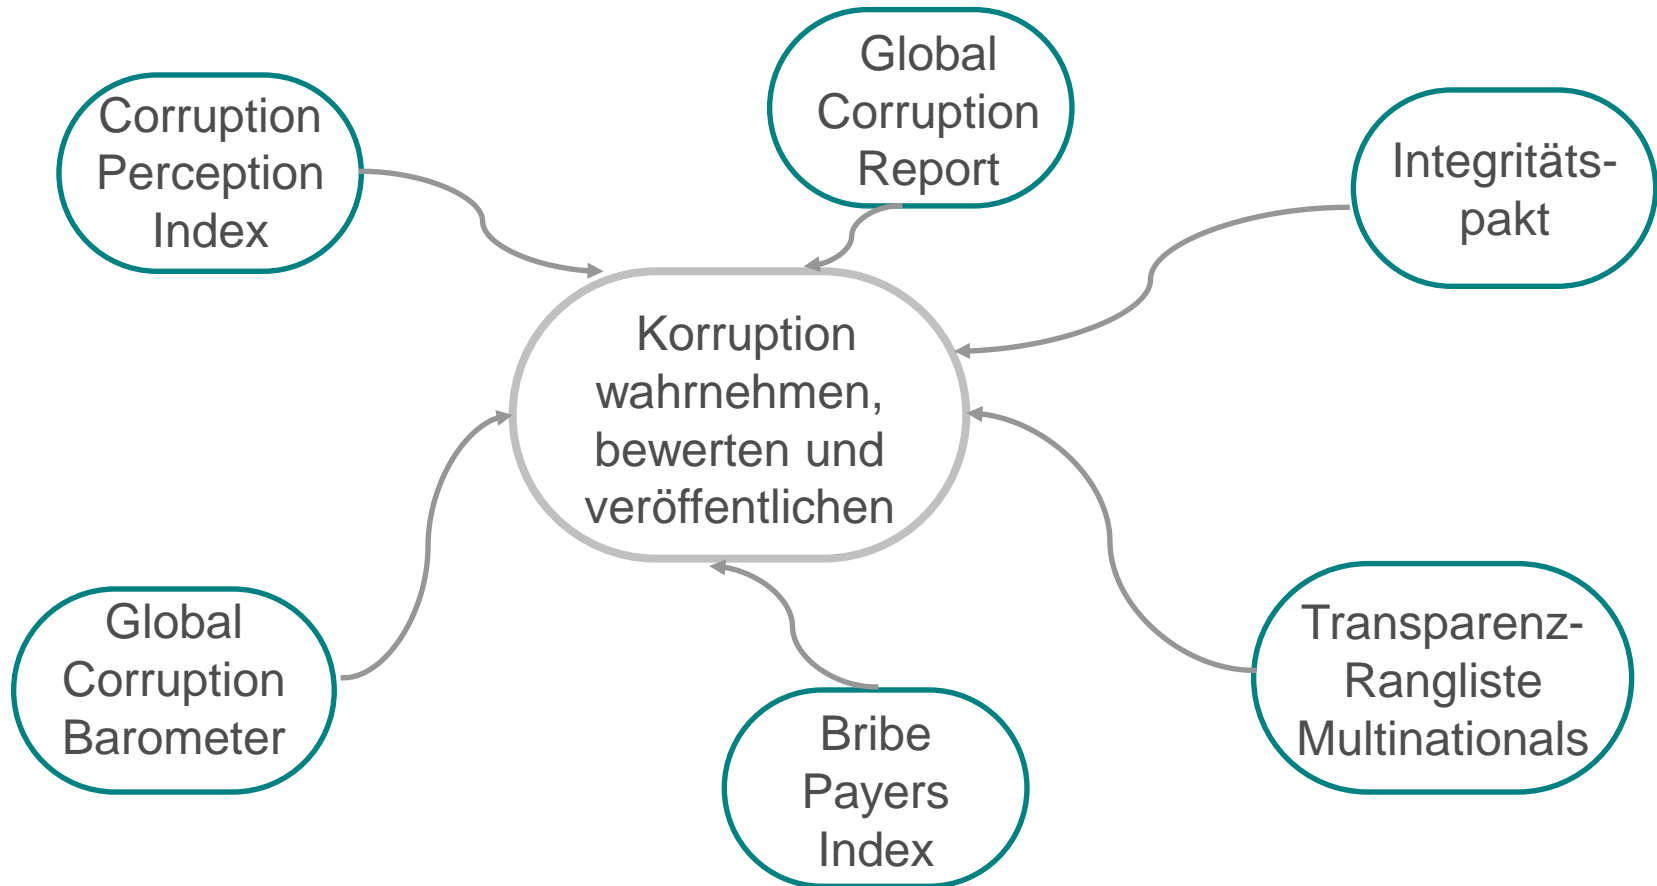 Corruption
Perception
Index
Global
Corruption
Report
Integritäts-
pakt
Korruption
wahrnehmen,
bewerten und
veröffentlichen
Global
Corruption
Barometer
Bribe
Payers
Index
Transparenz-
Rangliste
Multinationals